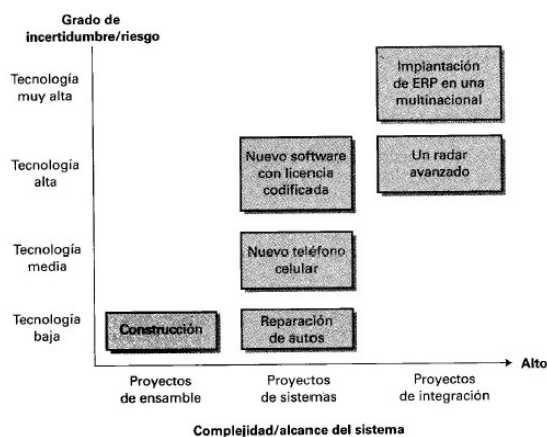 Grado de
incertidumbre/riesgo
Tecnología
muy alta
Implantación
de ERP en una
multinacional
Tecnología
alta
Nuevo software
con licencia
codificada
Un radar
avanzado
Tecnología
media
Nuevo teléfono
celular
Tecnología
baja
Construcción
Reparación
de autos
Alto
Proyectos
de ensamble
Proyectos
de sistemas
Proyectos
de integración
Complejidad/alcance del sistema